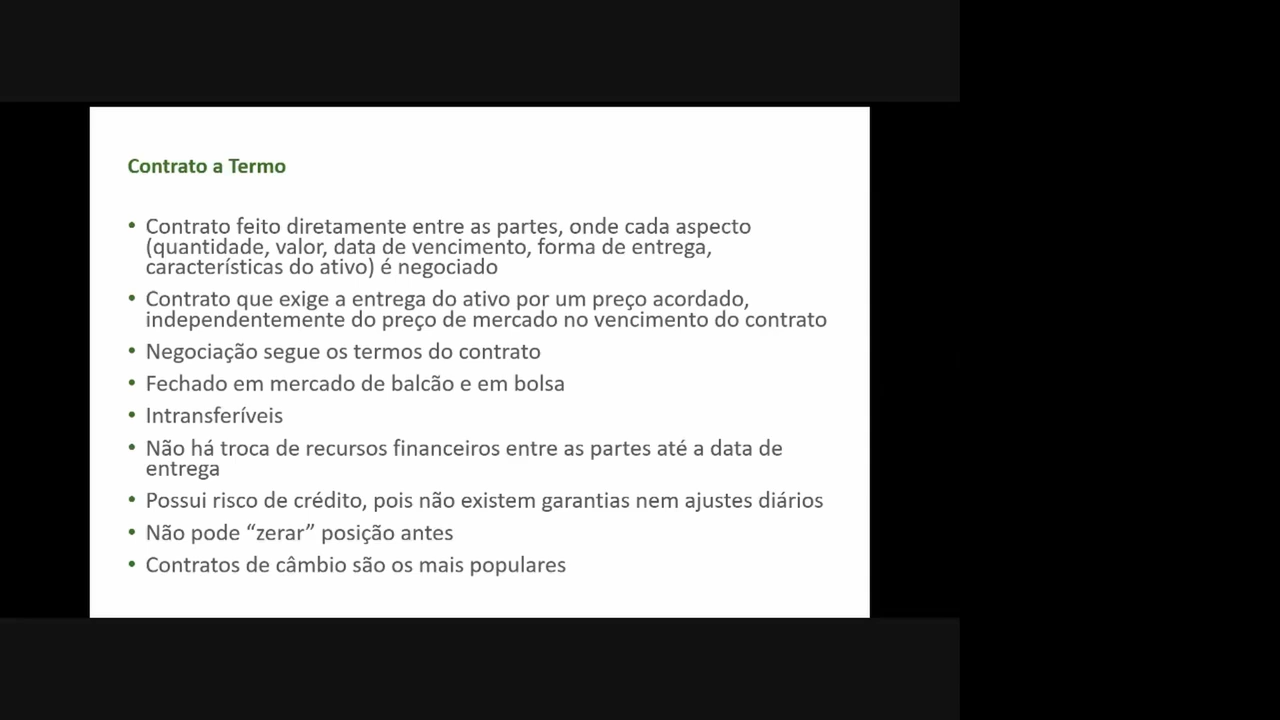 Contrato a Termo
• Contrato feito diretamente entre as partes, onde cada aspecto
(quantidade, valor, data de vencimento, forma de entrega,
características do ativo) é negociado
• Contrato que exige a entrega do ativo por um preço acordado,
independentemente do preço de mercado no vencimento do contrato
• Negociação segue os termos do contrato
• Fechado em mercado de balcão e em bolsa
• Intransferíveis
• Não há troca de recursos financeiros entre as partes até a data de
entrega
• Possui risco de crédito, pois não existem garantias nem ajustes diários
• Não pode “zerar” posição antes
• Contratos de câmbio são os mais populares